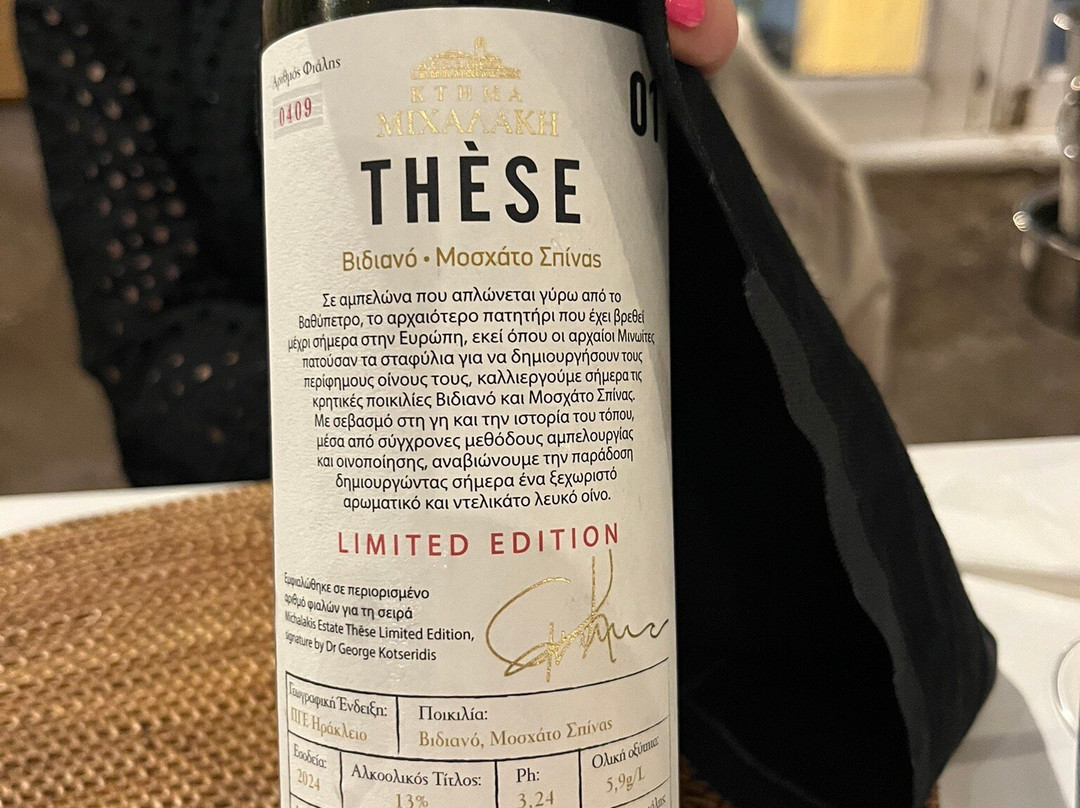 Αριθμός Φιάλης
0409
01
ΚΤΗΜΑ
ΜΙΧΑΛΑΚΗ
THÈSE
Βιδιανό • Μοσχάτο Σπίνας
Σε αμπελώνα που απλώνεται γύρω από το
Βαθύπετρο, το αρχαιότερο πατητήρι που έχει βρεθεί
μέχρι σήμερα στην Ευρώπη, εκεί όπου οι αρχαίοι Μινωίτες
πατούσαν τα σταφύλια για να δημιουργήσουν τους
περίφημους οίνους τους, καλλιεργούμε σήμερα τις
κρητικές ποικιλίες Βιδιανό και Μοσχάτο Σπίνας.
Με σεβασμό στη γη και την ιστορία του τόπου,
μέσα από σύγχρονες μεθόδους αμπελουργίας
και οινοποίησης, αναβιώνουμε την παράδοση
δημιουργώντας σήμερα ένα ξεχωριστό
αρωματικό και ντελικάτο λευκό οίνο.
LIMITED EDITION
Εμφιαλώθηκε σε περιορισμένο
αριθμό φιαλών για τη σειρά
Michalakis Estate Thēse Limited Edition,
signature by Dr George Kotseridis
Γεωγραφική Ένδειξη:
ΠΓΕ Ηράκλειο
Ποικιλία:
Βιδιανό, Μοσχάτο Σπίνας
Εσοδεία:
2024
Αλκοολικός Τίτλος:
13%
Ph:
3,24
Ολική οξύτητα:
5,9g/L